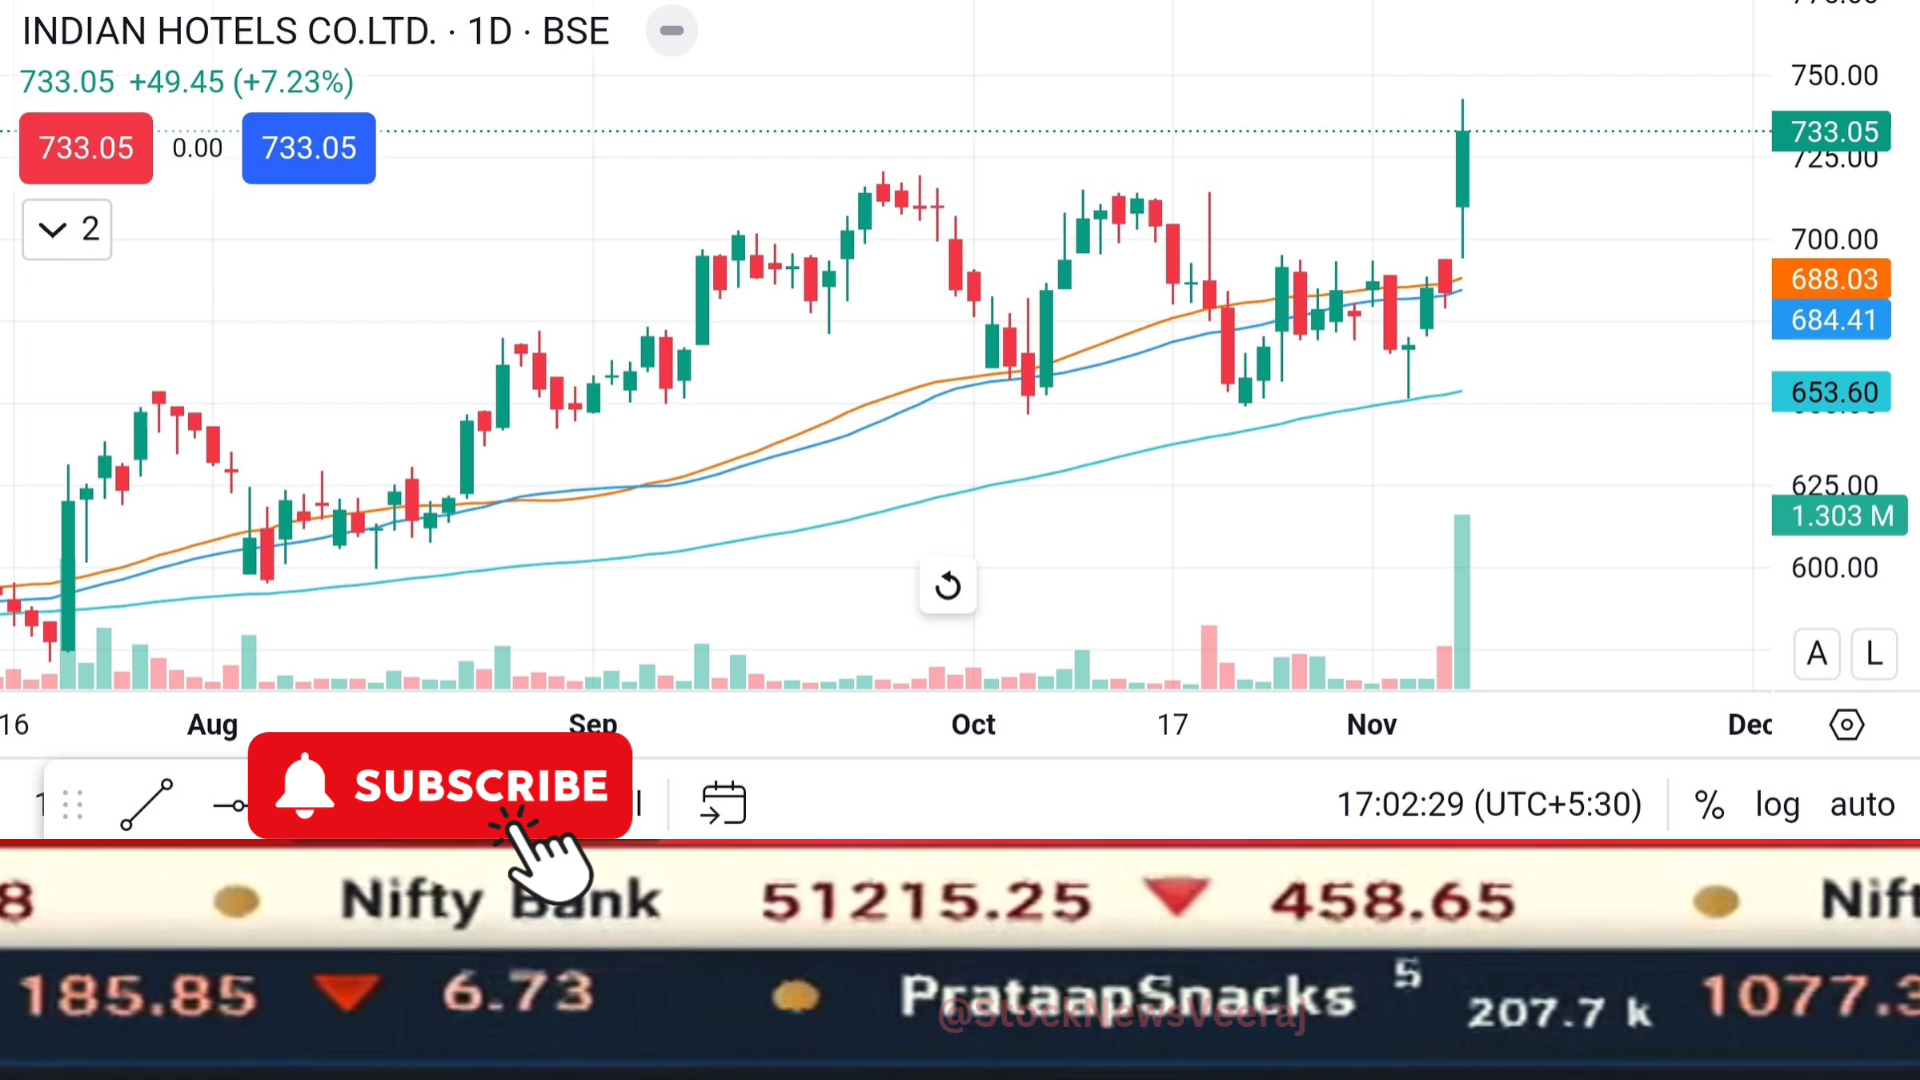 INDIAN HOTELS CO.LTD. · 1D · BSE
733.05 +49.45 (+7.23%)
733.05 0.00 733.05
2
750.00
733.05
725.00
700.00
688.03
684.41
653.60
625.00
1.303 M
600.00
A L
16 Aug Sep Oct 17 Nov Dec
SUBSCRIBE
17:02:29 (UTC+5:30) % log auto
8 Nifty Bank 51215.25 458.65 Nift
185.85 6.73 PrataapSnacks 5 207.7 k 1077.3
@StockNewsVeeraj